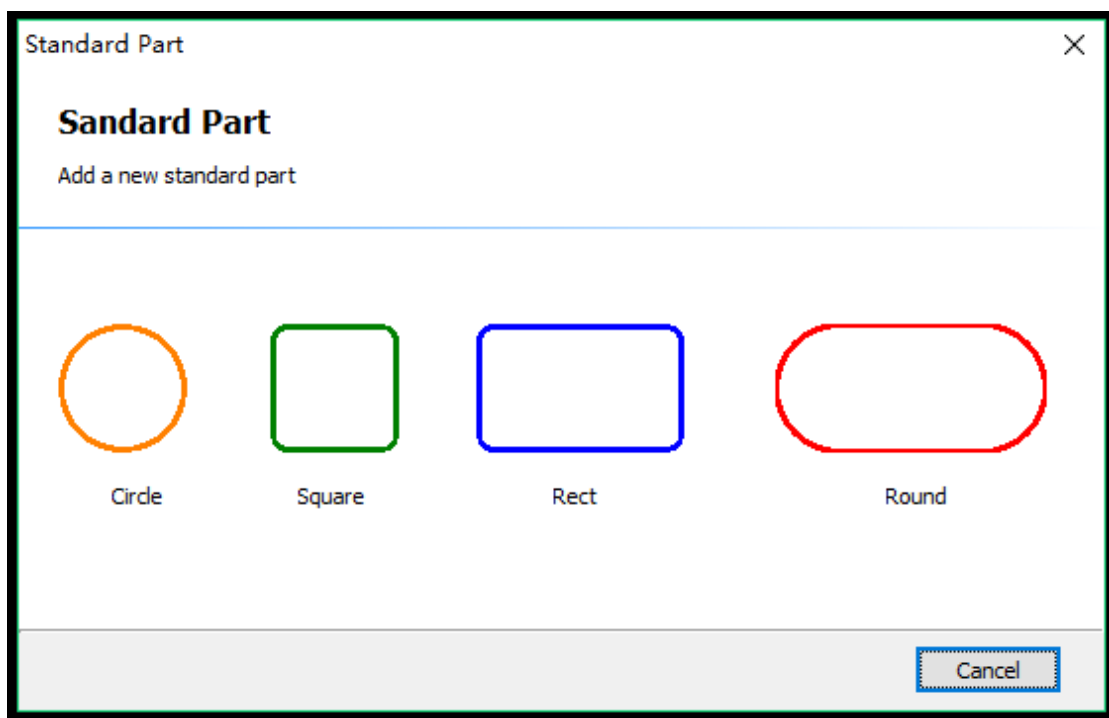 Standard Part
Sandard Part
Add a new standard part
Circle Square Rect Round
Cancel